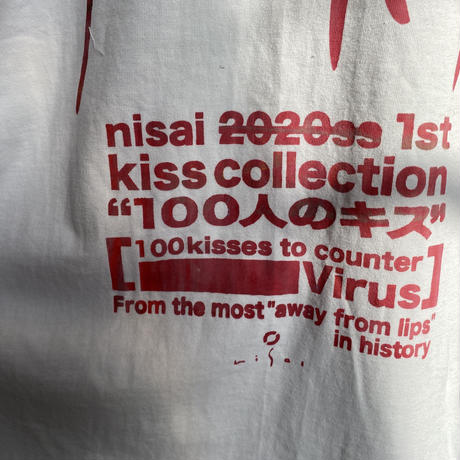 nisai 2020ss 1st
kiss collection
“100人のキス”
[100kisses to counter
Virus]
From the most "away from lips"
in history
nisai